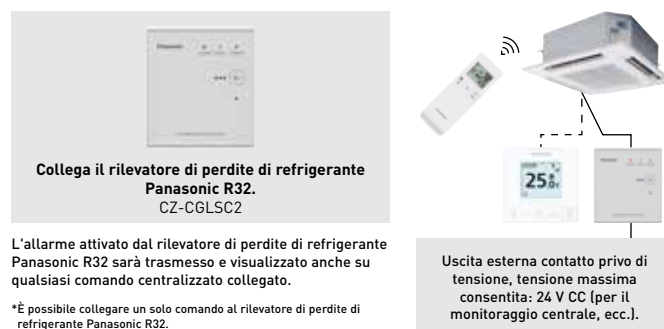 Panasonic
Collega il rilevatore di perdite di refrigerante
Panasonic R32.
CZ-CGLSC2
L'allarme attivato dal rilevatore di perdite di refrigerante
Panasonic R32 sarà trasmesso e visualizzato anche su
qualsiasi comando centralizzato collegato.
*È possibile collegare un solo comando al rilevatore di perdite di
refrigerante Panasonic R32.
25.0
Uscita esterna contatto privo di
tensione, tensione massima
consentita: 24 V CC (per il
monitoraggio centrale, ecc.).